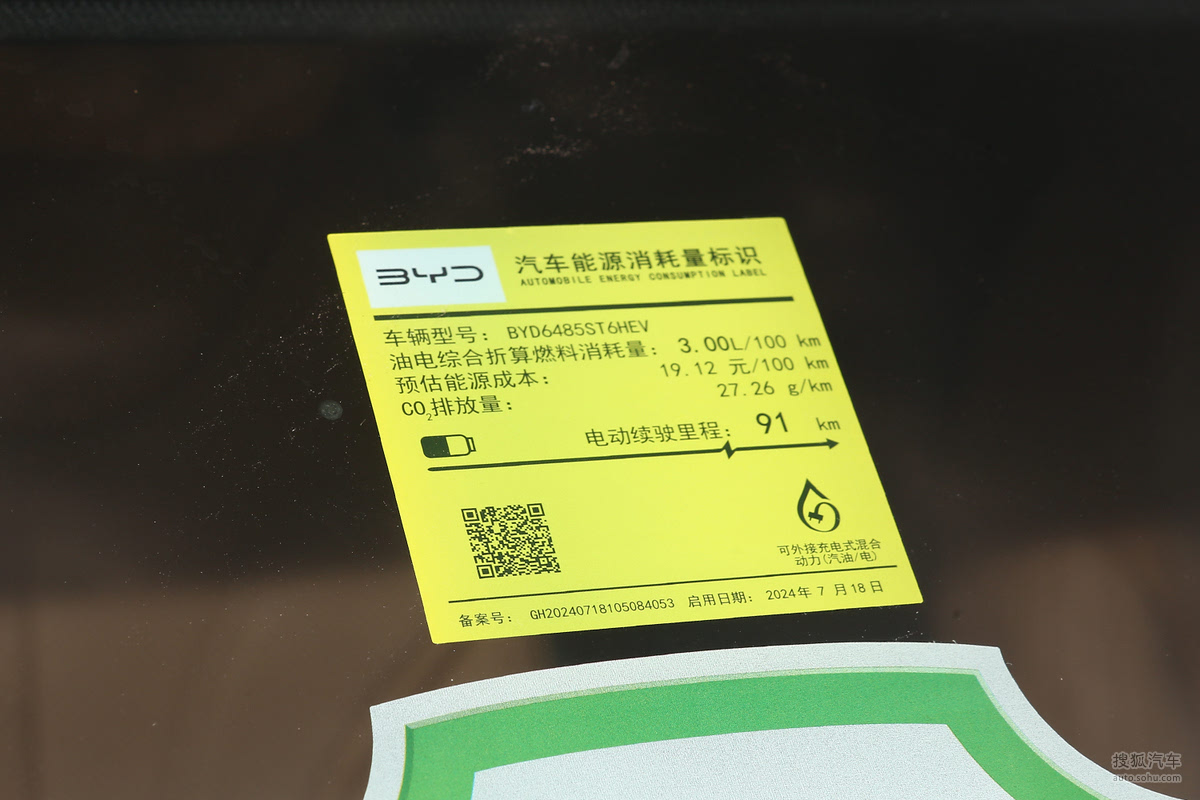 BYD
汽车能源消耗量标识
AUTOMOBILE ENERGY CONSUMPTION LABEL
车辆型号: BYD6485ST6HEV
油电综合折算燃料消耗量: 3.00L/100 km
预估能源成本: 19.12 元/100 km
CO₂排放量: 27.26 g/km
电动续驶里程: 91 km
可外接充电式混合
动力(汽油/电)
备案号: GH20240718105084053 启用日期: 2024年 7 月 18 日
搜狐汽车
auto.sohu.com